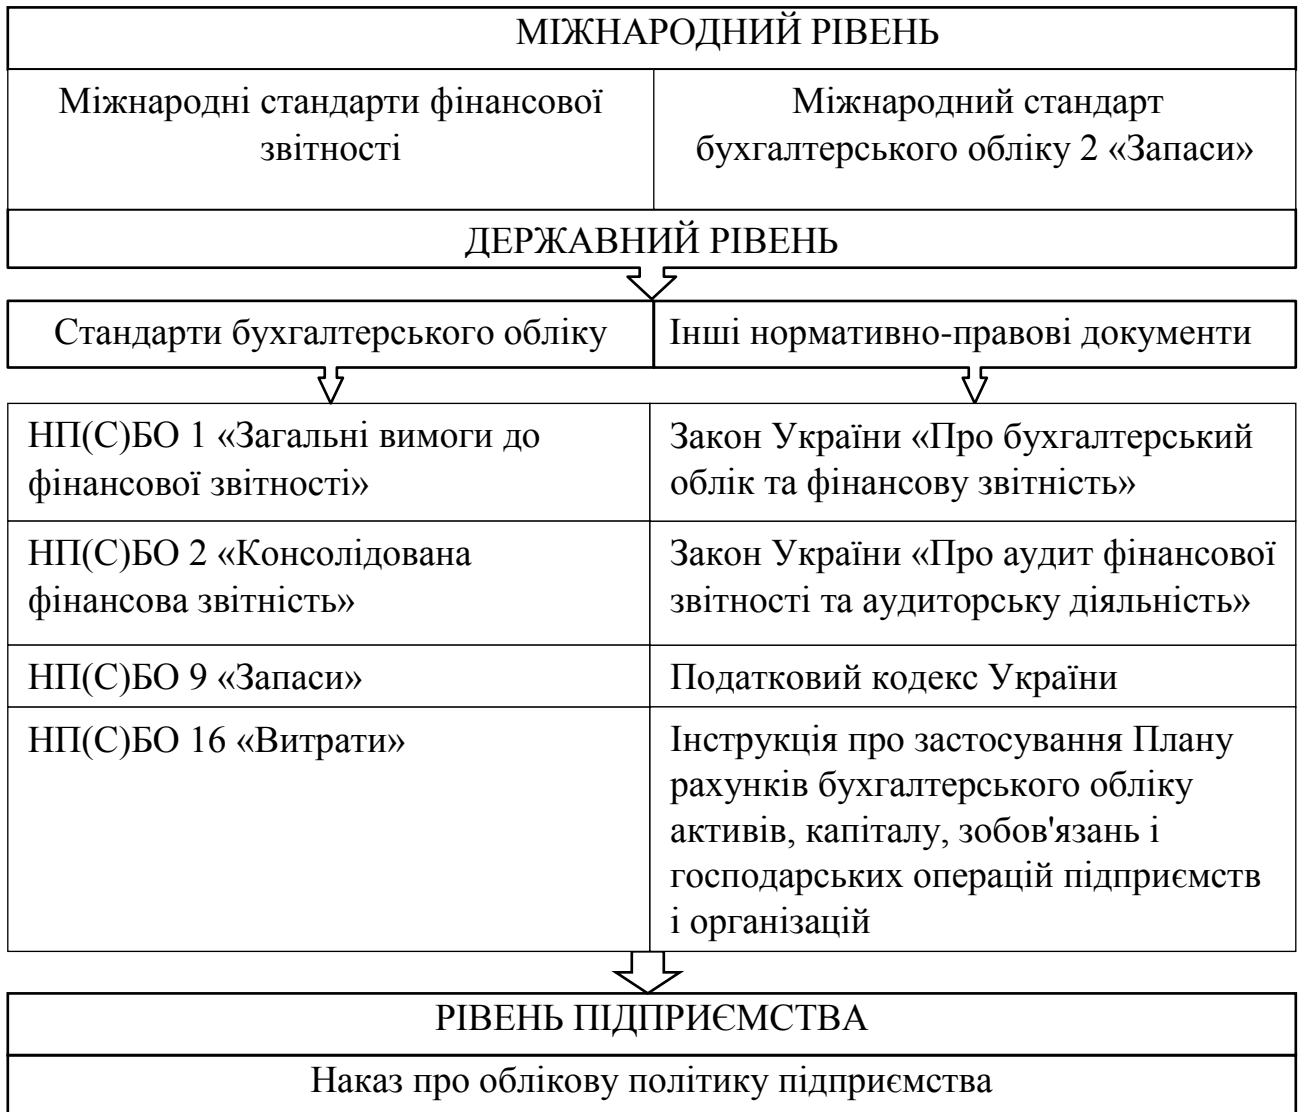 МІЖНАРОДНИЙ РІВЕНЬ
Міжнародні стандарти фінансової
звітності
Міжнародний стандарт
бухгалтерського обліку 2 «Запаси»
ДЕРЖАВНИЙ РІВЕНЬ
Стандарти бухгалтерського обліку
Інші нормативно-правові документи
НП(С)БО 1 «Загальні вимоги до
фінансової звітності»
Закон України «Про бухгалтерський
облік та фінансову звітність»
НП(С)БО 2 «Консолідована
фінансова звітність»
Закон України «Про аудит фінансової
звітності та аудиторську діяльність»
НП(С)БО 9 «Запаси»
Податковий кодекс України
НП(С)БО 16 «Витрати»
Інструкція про застосування Плану
рахунків бухгалтерського обліку
активів, капіталу, зобов'язань і
господарських операцій підприємств
і організацій
РІВЕНЬ ПІДПРИЄМСТВА
Наказ про облікову політику підприємства